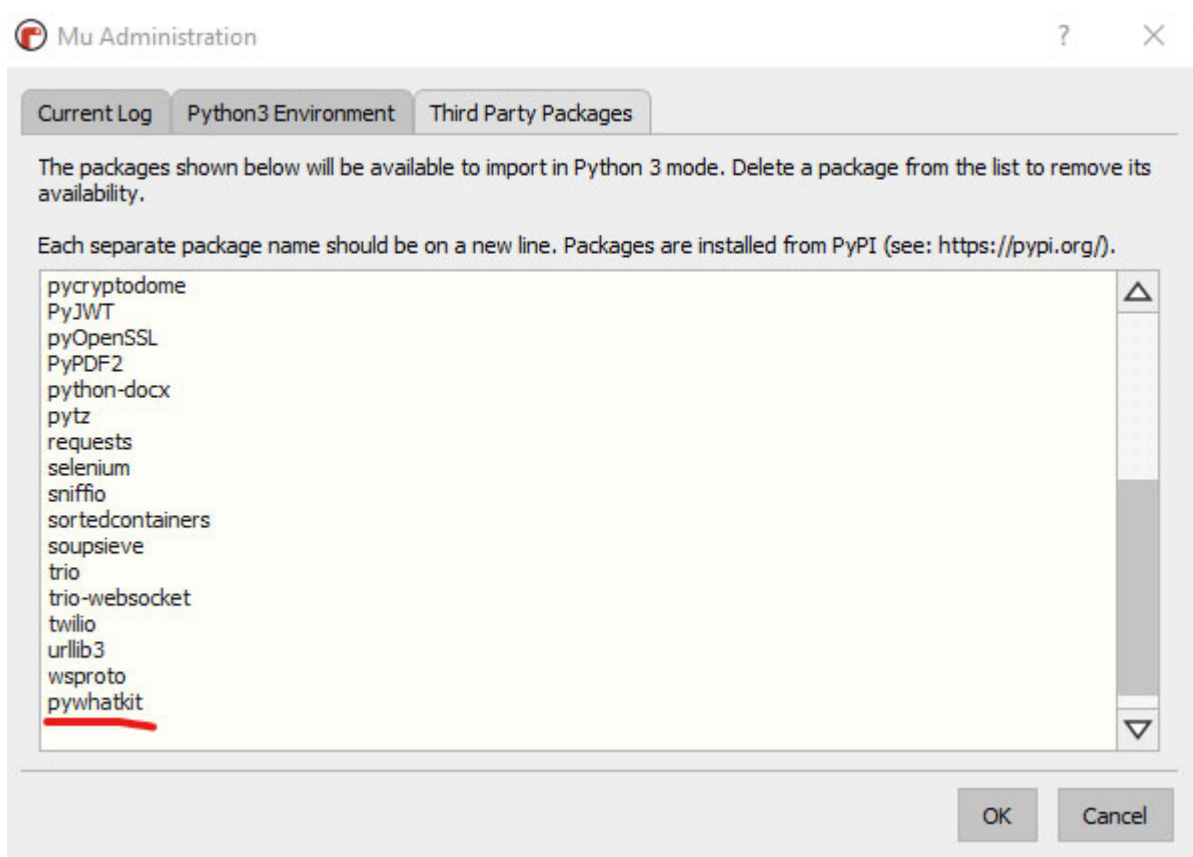 Mu Administration
Current Log
Python3 Environment
Third Party Packages
The packages shown below will be available to import in Python 3 mode. Delete a package from the list to remove its
availability.
Each separate package name should be on a new line. Packages are installed from PyPI (see: https://pypi.org/).
pycryptodome
PyJWT
pyOpenSSL
PyPDF2
python-docx
pytz
requests
selenium
sniffio
sortedcontainers
soupsieve
trio
trio-websocket
twilio
urllib3
wsproto
pywhatkit
OK
Cancel